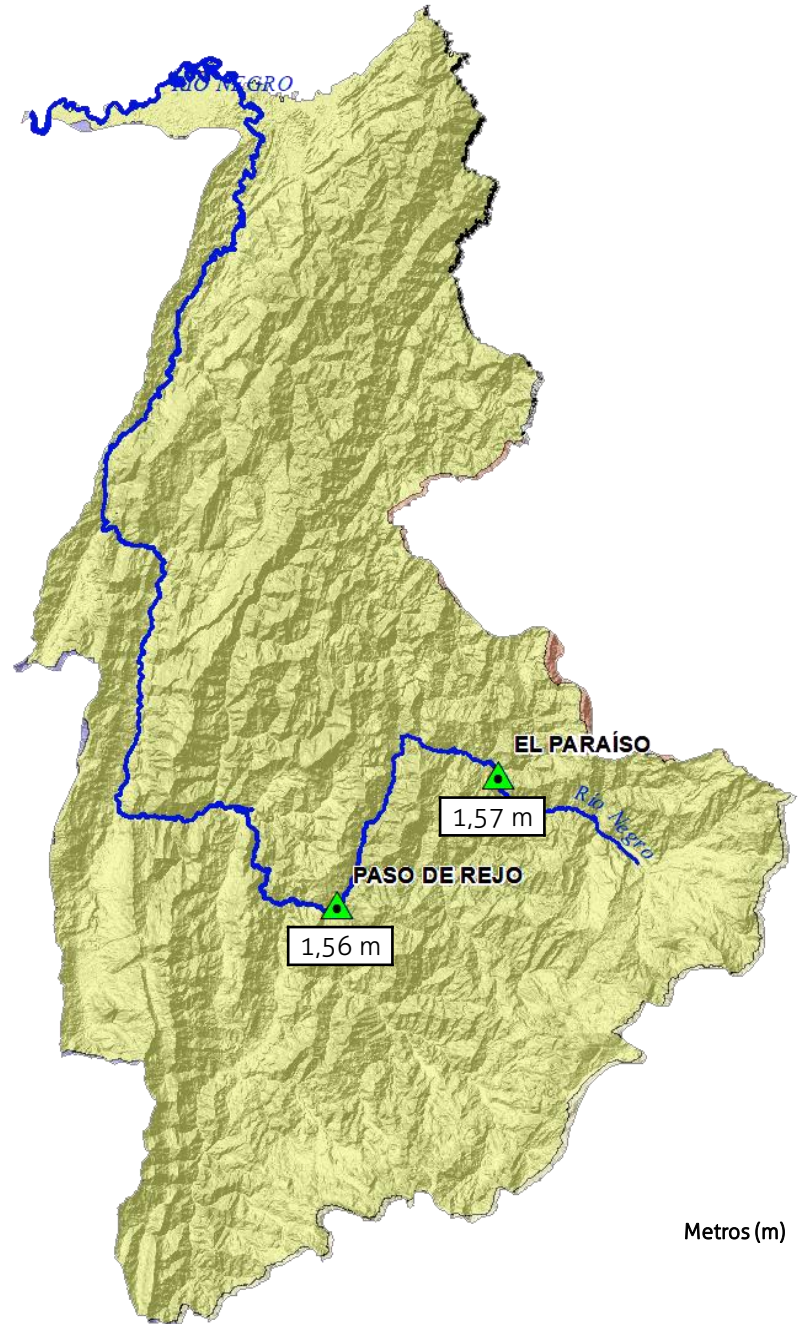 RÍO NEGRO
EL PARAÍSO
Río Negro
1,57 m
PASO DE REJO
1,56 m
Metros (m)